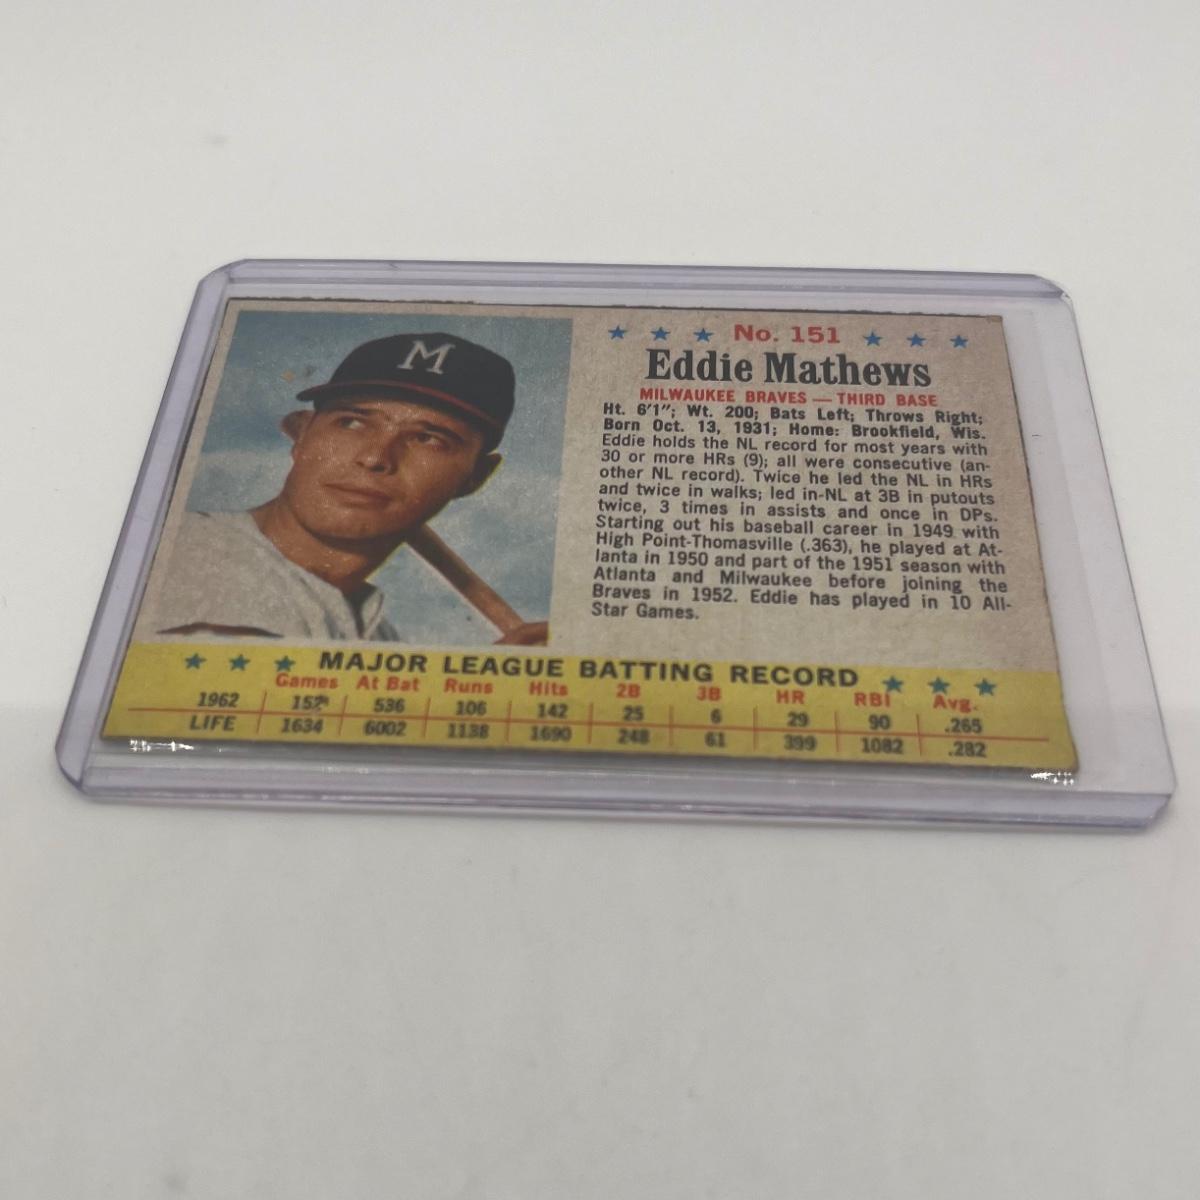 M
★ ★ ★ No. 151 ★ ★ ★
Eddie Mathews
MILWAUKEE BRAVES — THIRD BASE
Ht. 6'1"; Wt. 200; Bats Left; Throws Right;
Born Oct. 13, 1931; Home: Brookfield, Wis.
Eddie holds the NL record for most years with
30 or more HRs (9); all were consecutive (an-
other NL record). Twice he led the NL in HRs
and twice in walks; led in-NL at 3B in putouts
twice, 3 times in assists and once in DPs.
Starting out his baseball career in 1949 with
High Point-Thomasville (.363), he played at At-
lanta in 1950 and part of the 1951 season with
Atlanta and Milwaukee before joining the
Braves in 1952. Eddie has played in 10 All-
Star Games.
★ ★ ★ MAJOR LEAGUE BATTING RECORD ★ ★ ★
Games At Bat Runs Hits 2B 3B HR RBI Avg.
1962 152 536 106 142 25 6 29 90 .265
LIFE 1634 6002 1138 1690 248 61 399 1082 .282